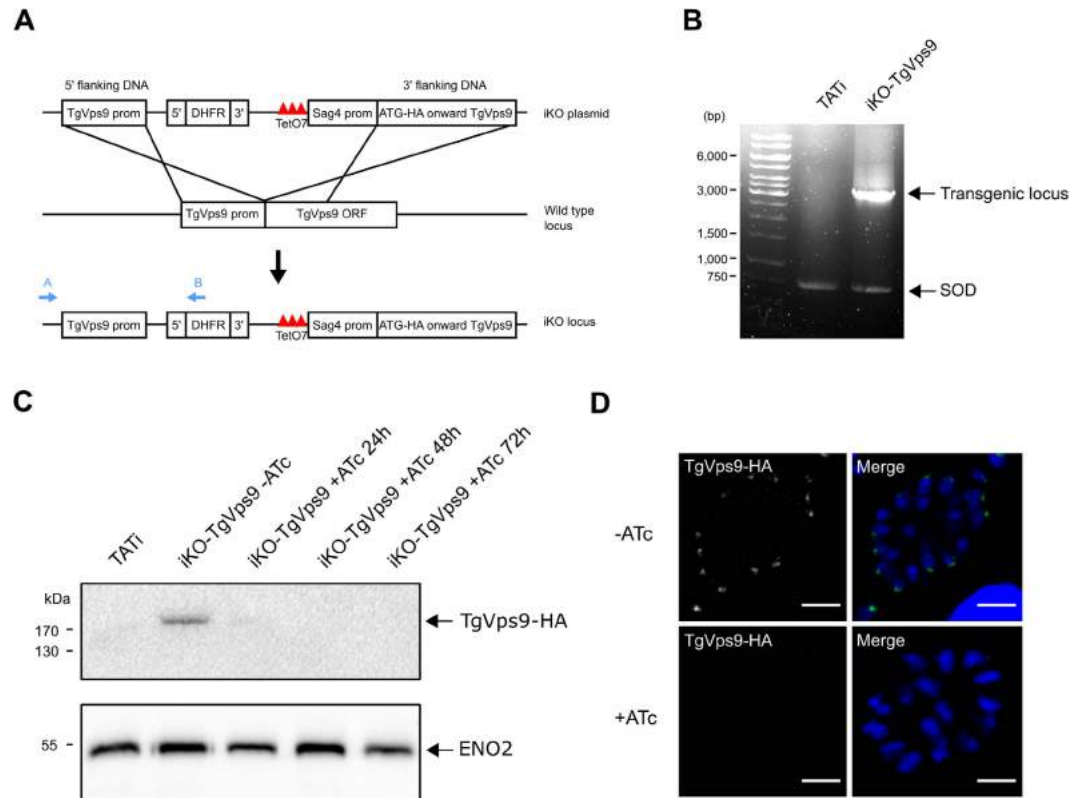 A
5' flanking DNA
3' flanking DNA
TgVps9 prom
5'
DHFR
3'
TetO7
Sag4 prom
ATG-HA onward TgVps9
iKO plasmid
TgVps9 prom
TgVps9 ORF
Wild type
locus
A
B
TgVps9 prom
5'
DHFR
3'
TetO7
Sag4 prom
ATG-HA onward TgVps9
iKO locus
B
TATi
iKO-TgVps9
(bp)
6,000
3,000
1,500
1,000
750
Transgenic locus
SOD
C
TATi
iKO-TgVps9 -ATc
iKO-TgVps9 +ATc 24h
iKO-TgVps9 +ATc 48h
iKO-TgVps9 +ATc 72h
kDa
170
130
TgVps9-HA
55
ENO2
D
TgVps9-HA
Merge
-ATc
TgVps9-HA
Merge
+ATc